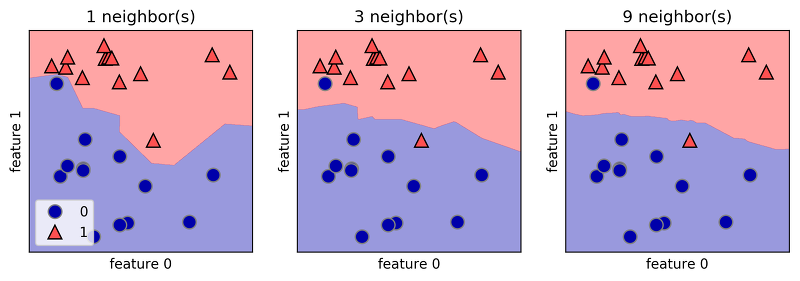 1 neighbor(s)
3 neighbor(s)
9 neighbor(s)
feature 1
feature 1
feature 1
0
1
feature 0
feature 0
feature 0